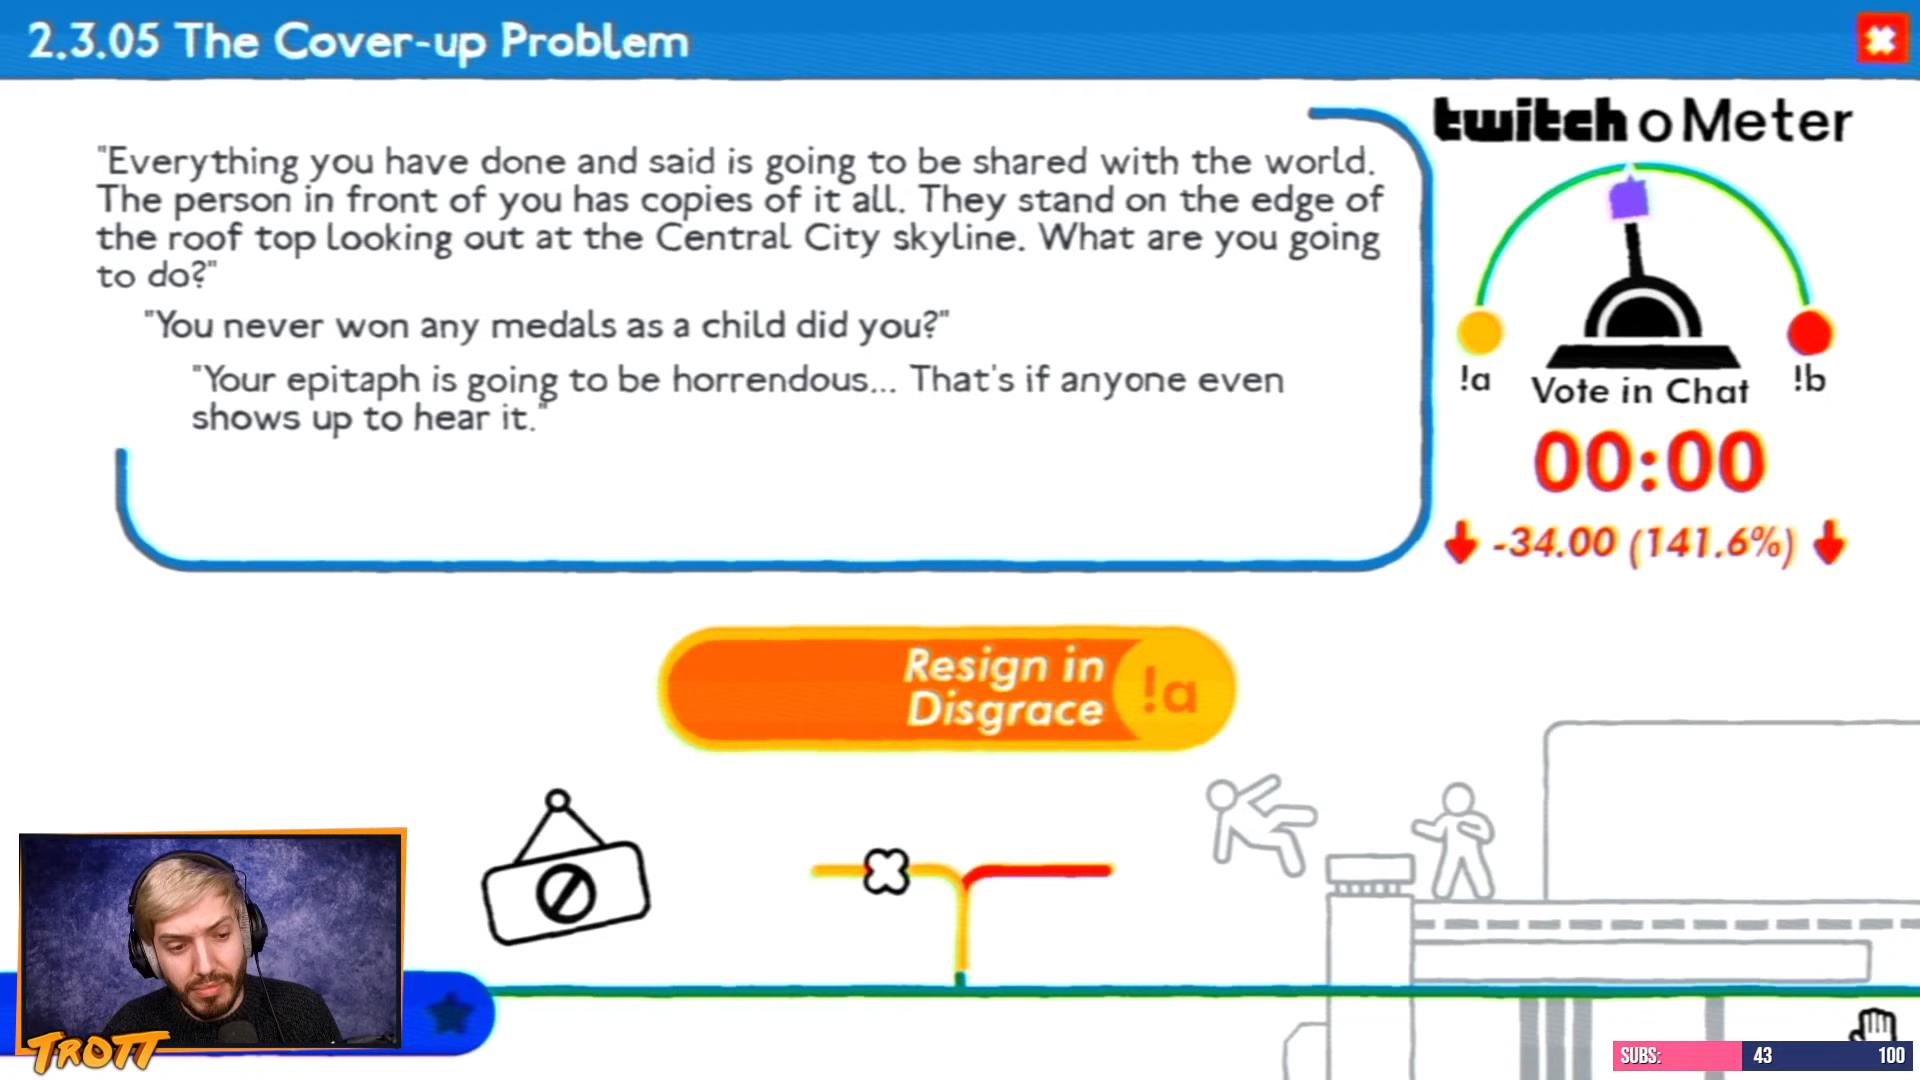 2.3.05 The Cover-up Problem
"Everything you have done and said is going to be shared with the world.
The person in front of you has copies of it all. They stand on the edge of
the roof top looking out at the Central City skyline. What are you going
to do?"
"You never won any medals as a child did you?"
"Your epitaph is going to be horrendous... That's if anyone even
shows up to hear it."
twitch o Meter
!a
Vote in Chat
!b
00:00
-34.00 (141.6%)
Resign in
Disgrace
!a
TROTT
SUBS: 43 100